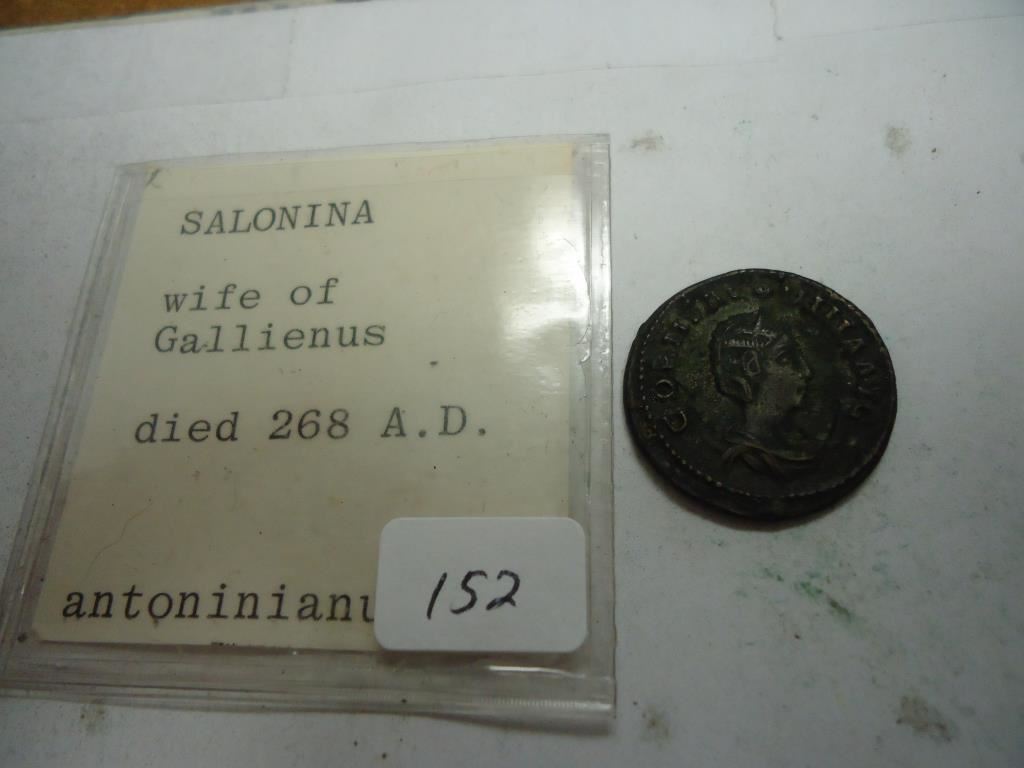 SALONINA
wife of
Gallienus
died 268 A.D.
antoninianu
152